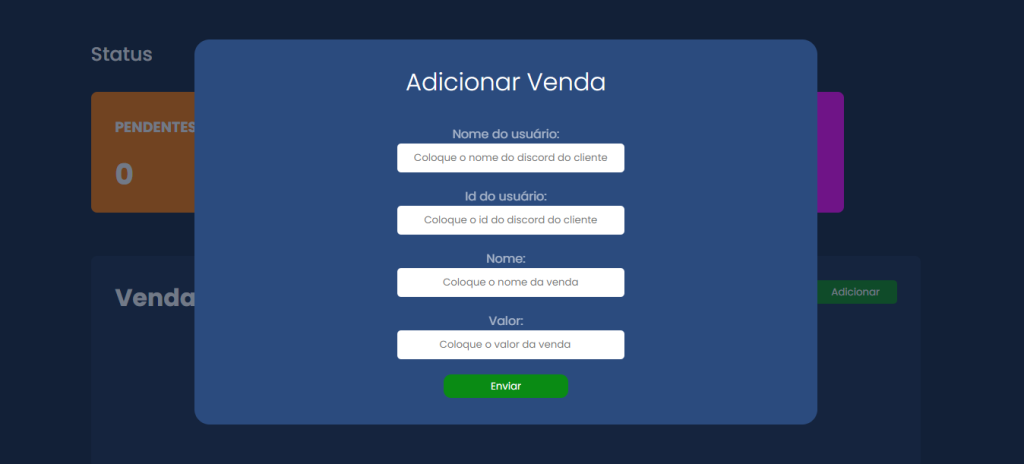 Status
Adicionar Venda
PENDENTES
0
Nome do usuário:
Coloque o nome do discord do cliente
Id do usuário:
Coloque o id do discord do cliente
Nome:
Coloque o nome da venda
Venda
Adicionar
Valor:
Coloque o valor da venda
Enviar